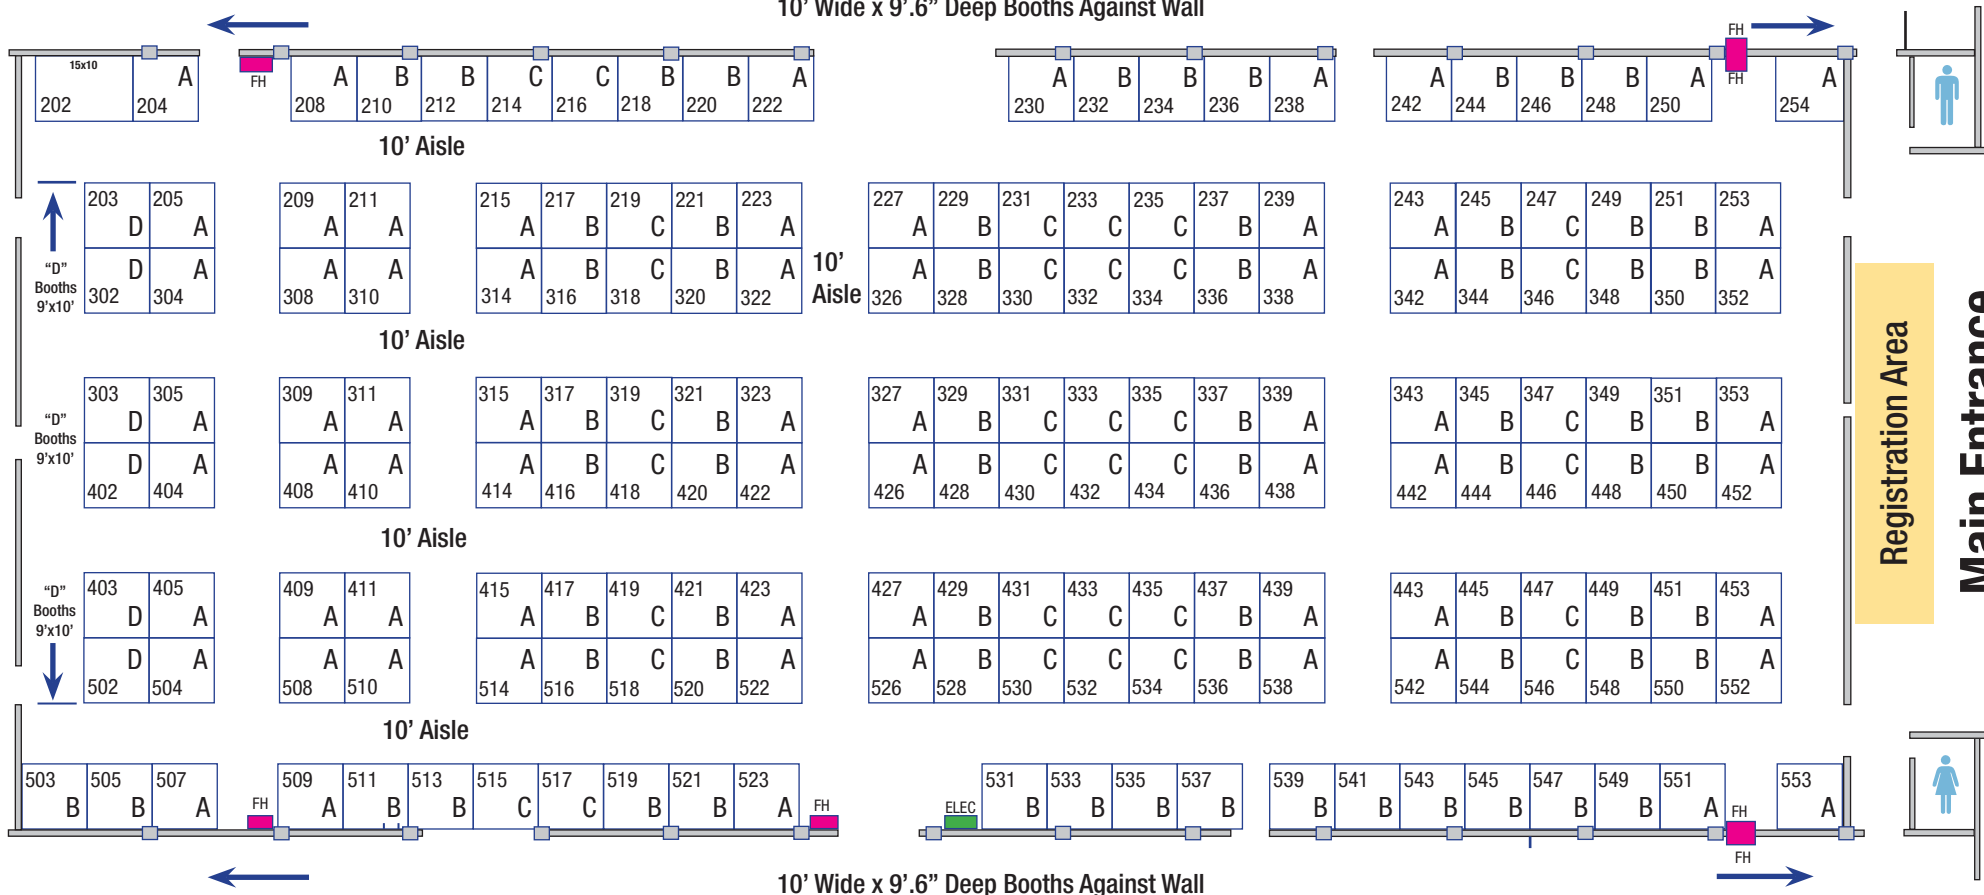 10' Wide x 9'.6" Deep Booths Against Wall
FH
15x10 A A B B C C B B A A B B B A A B B B A A
FH FH
202 204 208 210 212 214 216 218 220 222 230 232 234 236 238 242 244 246 248 250 254
10' Aisle
203 205 209 211 215 217 219 221 223 227 229 231 233 235 237 239 243 245 247 249 251 253
D A A A A B C B A A B C C C B A A B C B B A
"D"
Booths
9'x10'
D A A A A B C B A A B C C C B A A B C B B A
302 304 308 310 314 316 318 320 322 326 328 330 332 334 336 338 342 344 346 348 350 352
10'
Aisle
10' Aisle
303 305 309 311 315 317 319 321 323 327 329 331 333 335 337 339 343 345 347 349 351 353
D A A A A B C B A A B C C C B A A B C B B A
"D"
Booths
9'x10'
D A A A A B C B A A B C C C B A A B C B B A
402 404 408 410 414 416 418 420 422 426 428 430 432 434 436 438 442 444 446 448 450 452
10' Aisle
403 405 409 411 415 417 419 421 423 427 429 431 433 435 437 439 443 445 447 449 451 453
D A A A A B C B A A B C C C B A A B C B B A
"D"
Booths
9'x10'
D A A A A B C B A A B C C C B A A B C B B A
502 504 508 510 514 516 518 520 522 526 528 530 532 534 536 538 542 544 546 548 550 552
10' Aisle
503 505 507 509 511 513 515 517 519 521 523 531 533 535 537 539 541 543 545 547 549 551 553
B B A FH A B B C C B B A FH ELEC B B B B B B B B B B A FH A
FH
10' Wide x 9'.6" Deep Booths Against Wall
Registration Area
Main Entrance